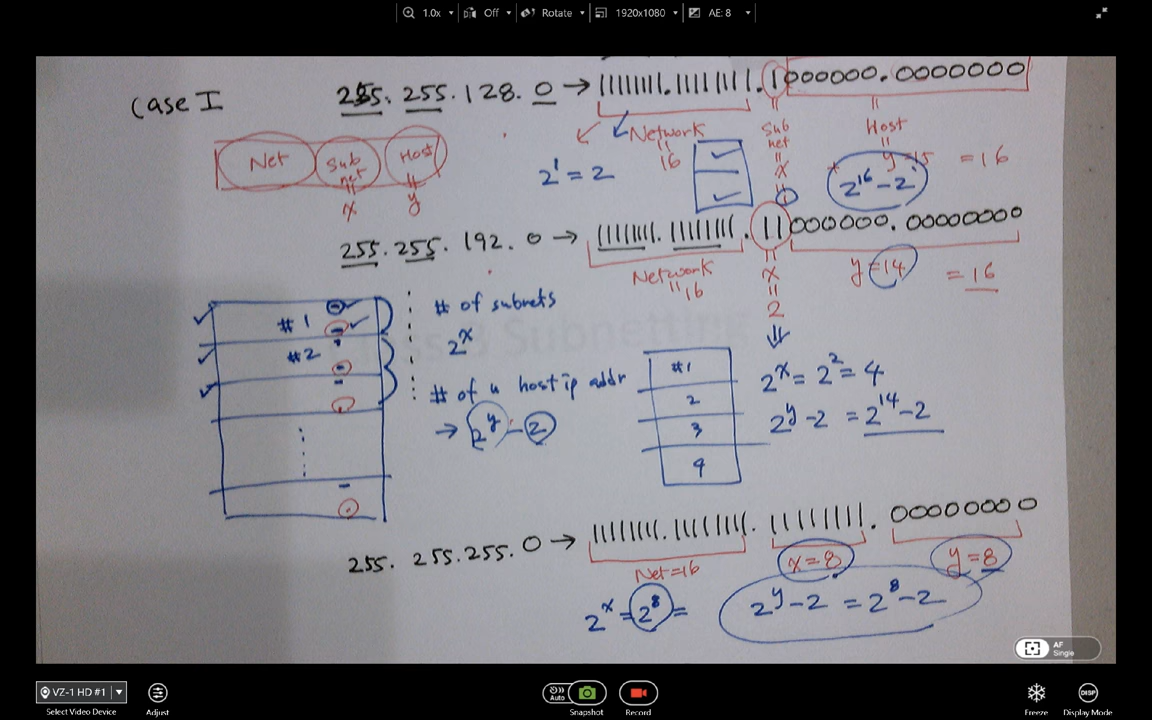 1.0x Off Rotate 1920x1080 AE: 8
Case I 255.255.128.0 → 11111111.11111111.10000000.0000000
Network
16
Sub net
x
1
Host
y=15 = 16
Net Sub net Host
x y
2^1 = 2
2^16 - 2
255.255.192.0 → 11111111.11111111.11000000.00000000
Network
16
x
2
y=14 = 16
#1
#2
# of subnets
2^x
# of u host ip addr
→ 2^y - 2
#1
2
3
4
2^x = 2^2 = 4
2^y - 2 = 2^14 - 2
255.255.255.0 → 11111111.11111111.11111111.00000000
Net=16 x=8 y=8
2^x = 2^8 =
2^y - 2 = 2^8 - 2
AF
Single
VZ-1 HD #1
Select Video Device
Adjust
Auto
Snapshot
Record
Freeze
DISP
Display Mode